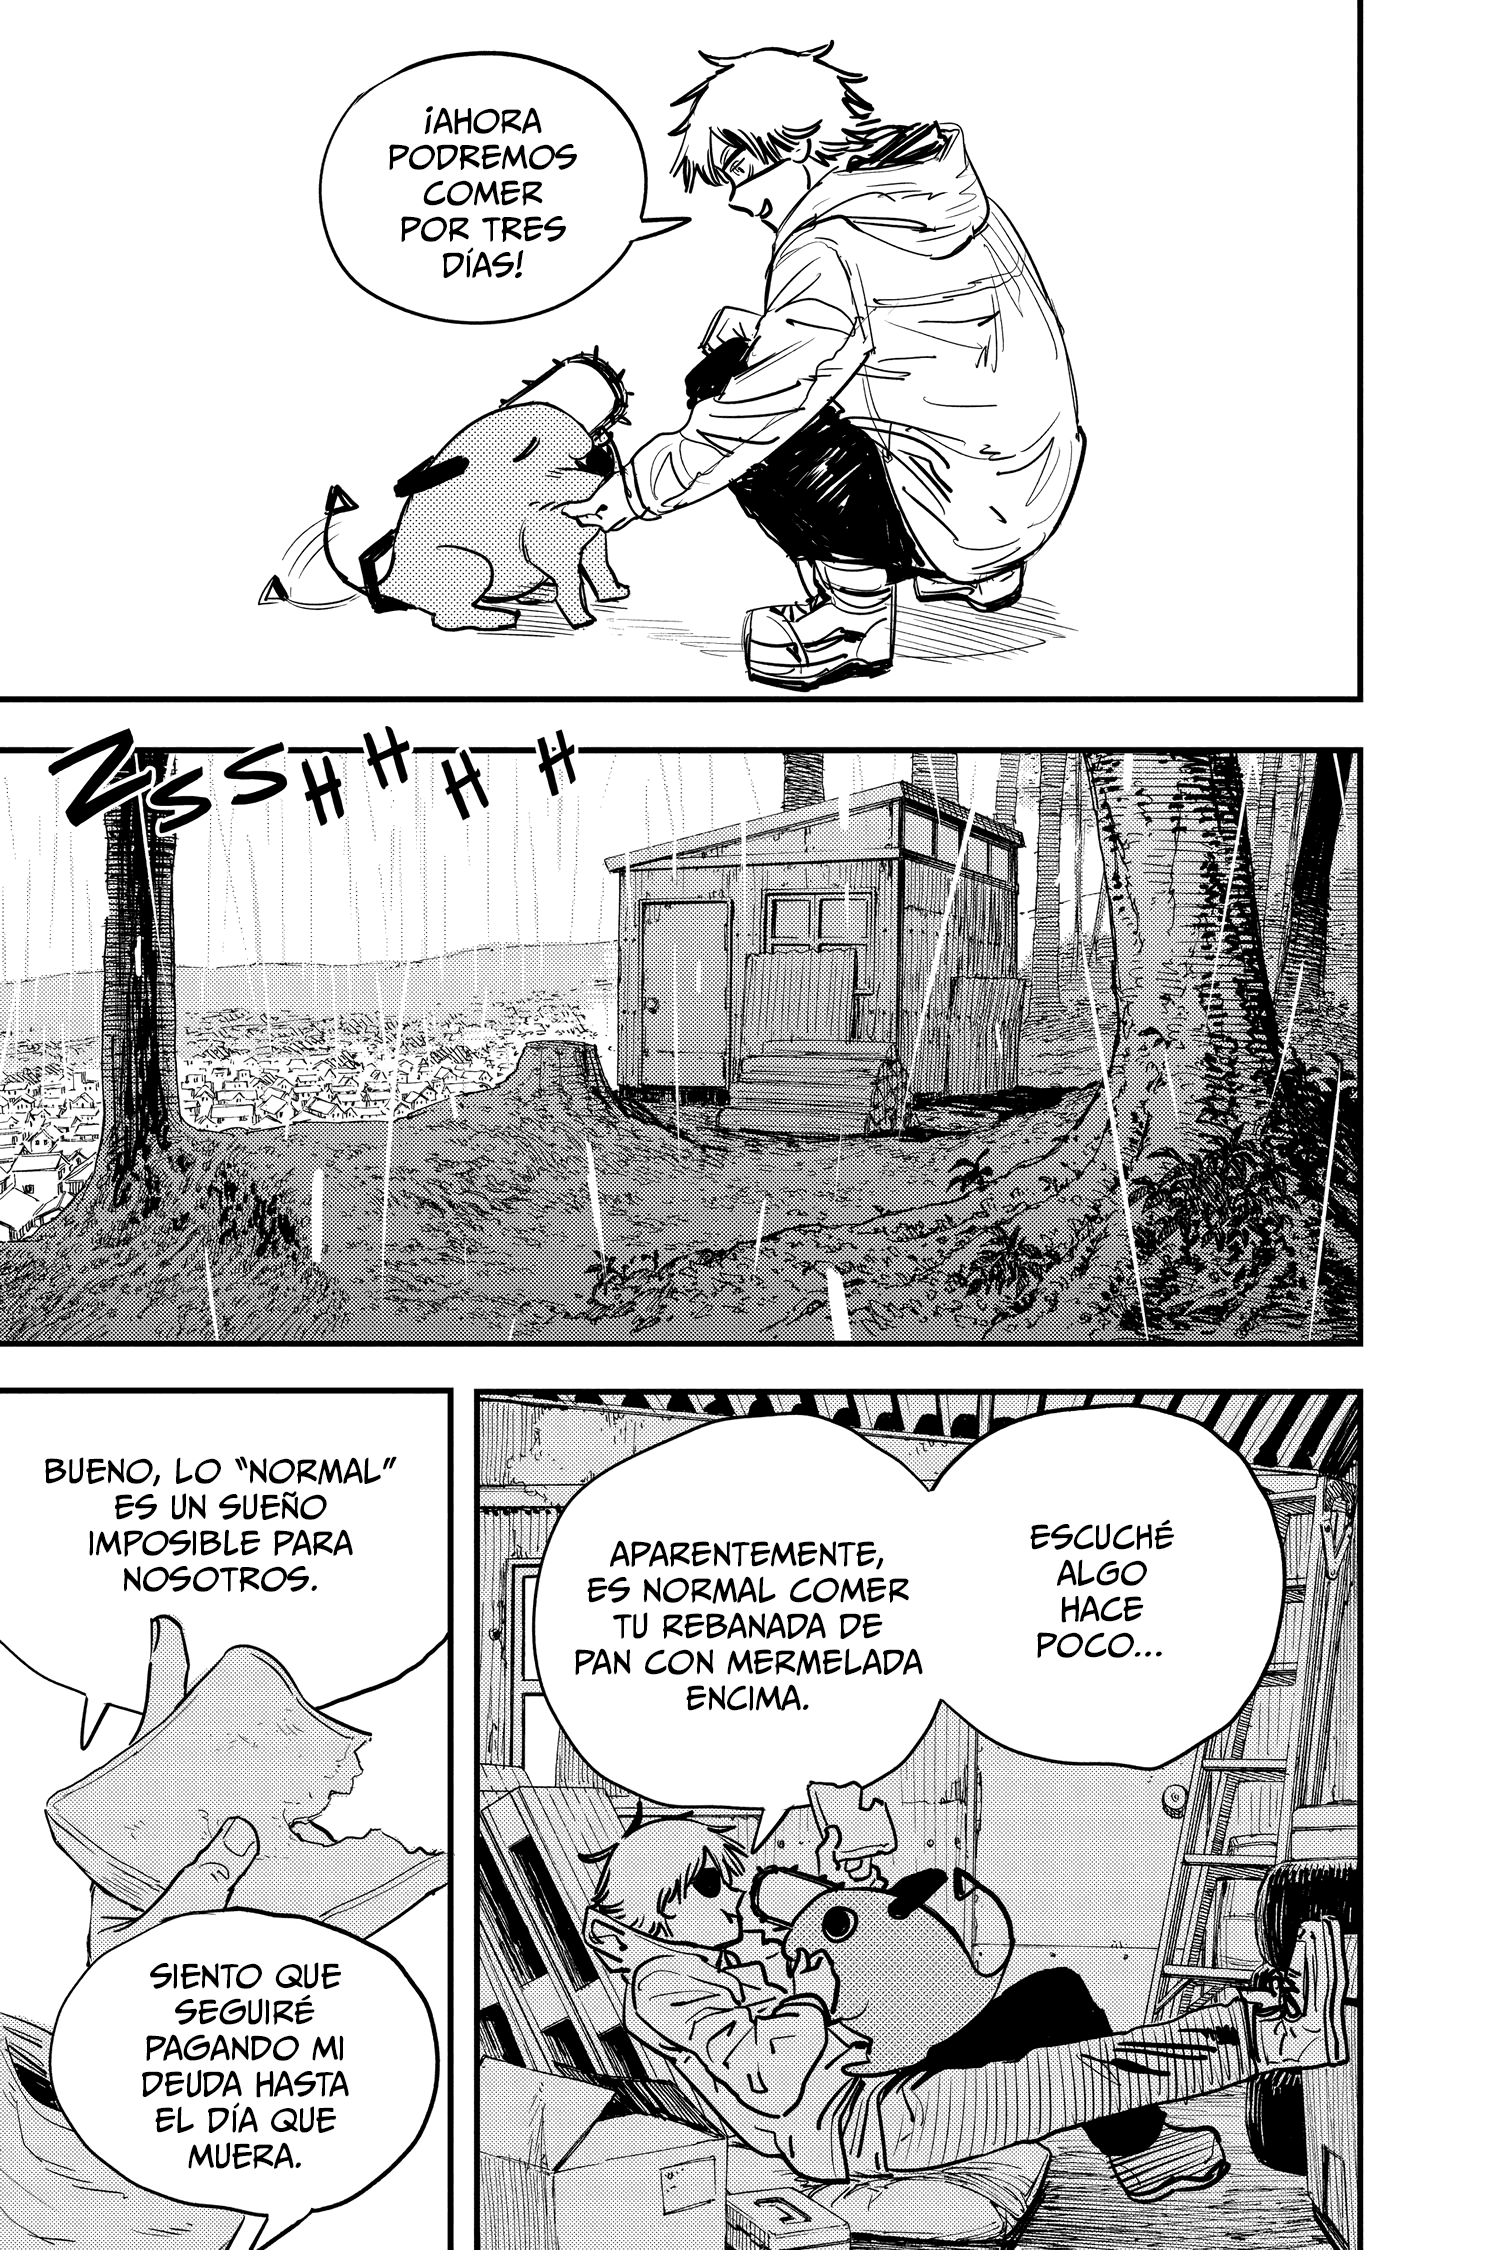 ¡AHORA
PODREMOS
COMER
POR TRES
DÍAS!
ZSSHHHH
ESCUCHÉ
ALGO
HACE
POCO...
APARENTEMENTE,
ES NORMAL COMER
TU REBANADA DE
PAN CON MERMELADA
ENCIMA.
BUENO, LO “NORMAL”
ES UN SUEÑO
IMPOSIBLE PARA
NOSOTROS.
SIENTO QUE
SEGUIRÉ
PAGANDO MI
DEUDA HASTA
EL DÍA QUE
MUERA.